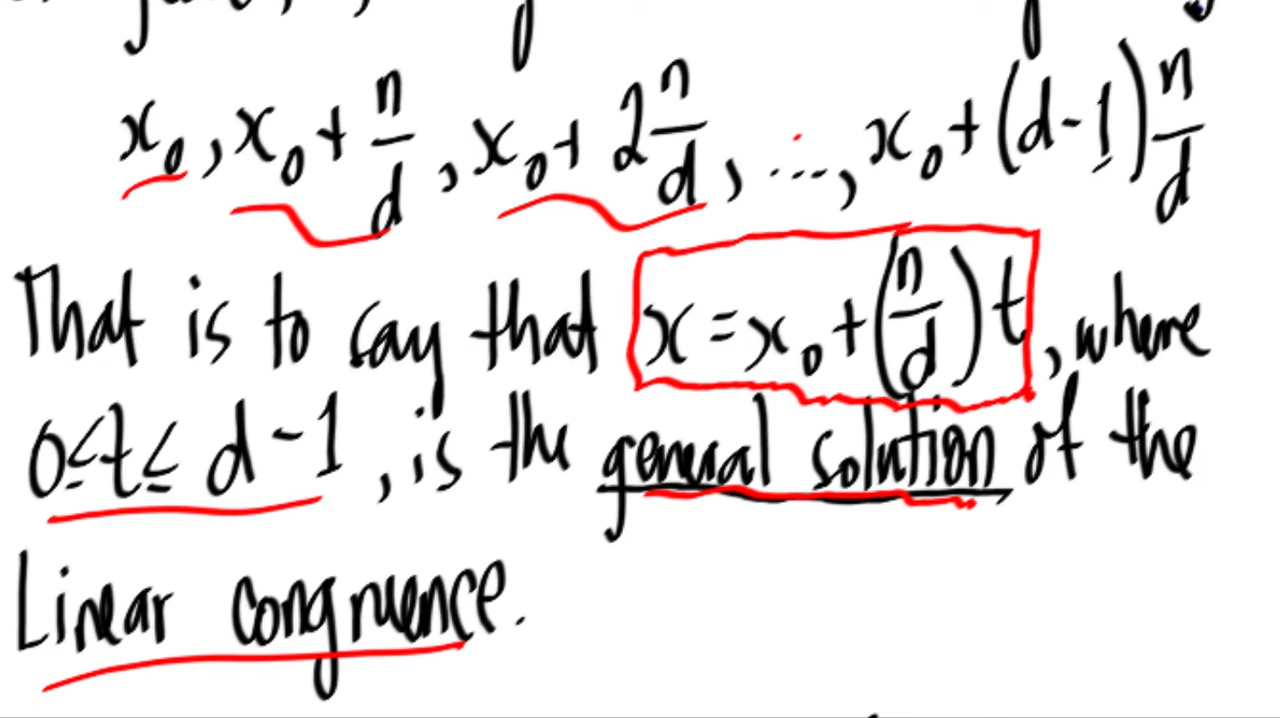 x₀, x₀ + n/d, x₀ + 2 n/d, ..., x₀ + (d-1) n/d
That is to say that x = x₀ + (n/d) t, where
0 ≤ t ≤ d - 1, is the general solution of the
Linear congruence.